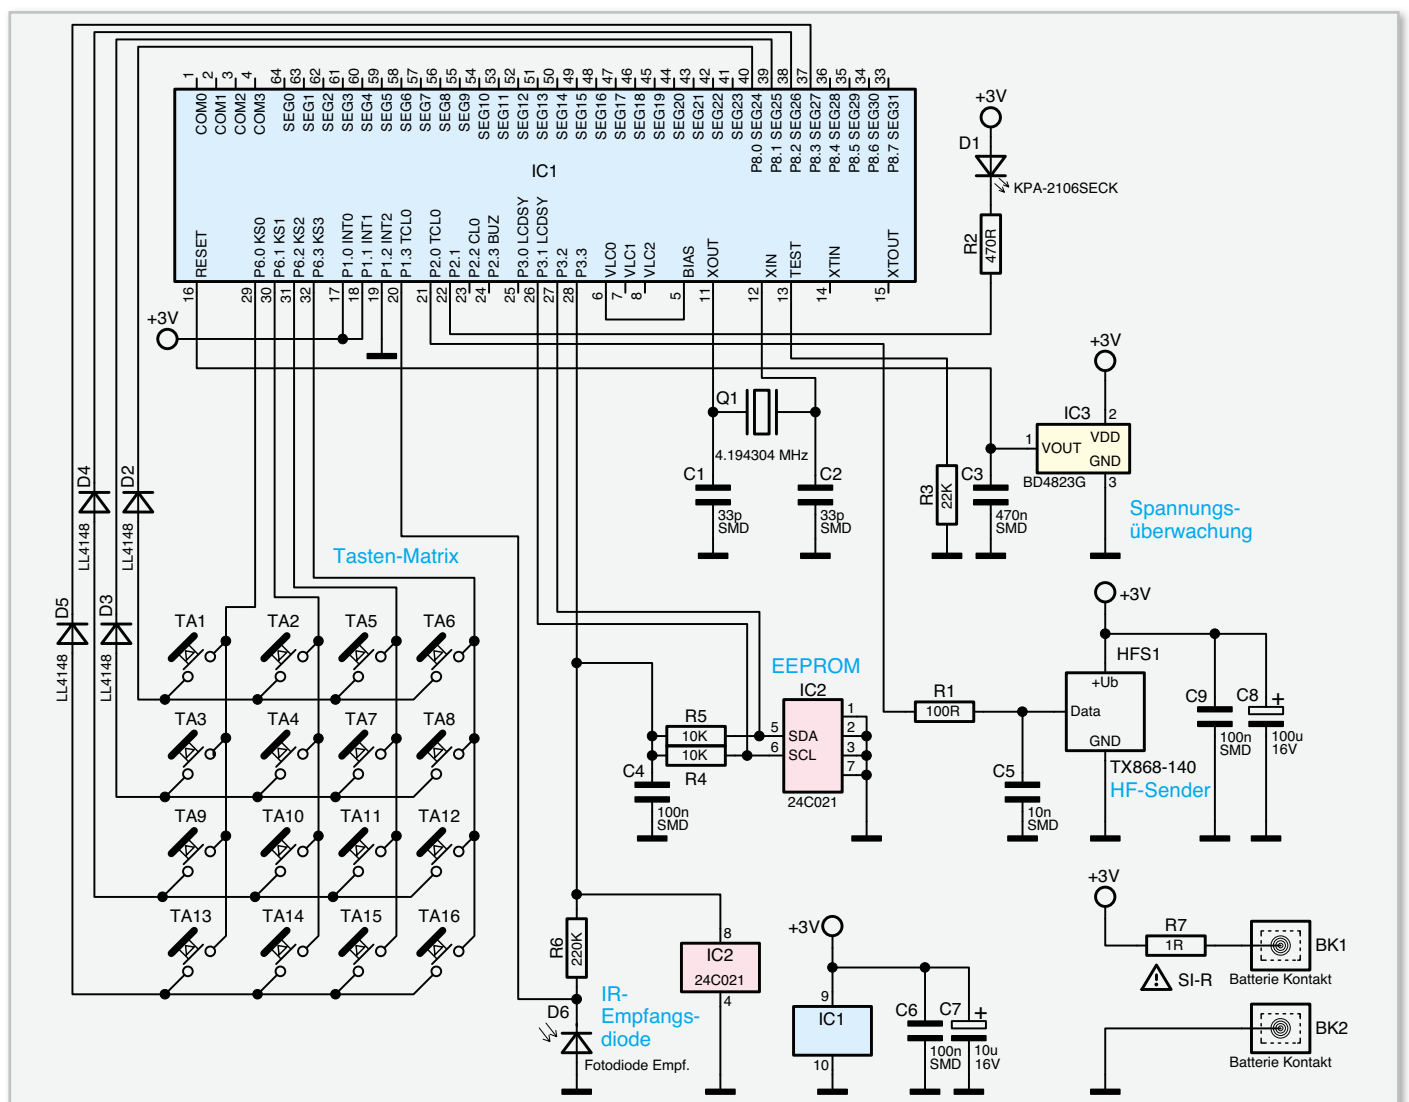 1 2 3 4 64 63 62 61 60 59 58 57 56 55 54 53 52 51 50 49 48 47 46 45 44 43 42 41 40 39 38 37 36 35 34 33
COM0 COM1 COM2 COM3 SEG0 SEG1 SEG2 SEG3 SEG4 SEG5 SEG6 SEG7 SEG8 SEG9 SEG10 SEG11 SEG12 SEG13 SEG14 SEG15 SEG16 SEG17 SEG18 SEG19 SEG20 SEG21 SEG22 SEG23 P8.0 SEG24 P8.1 SEG25 P8.2 SEG26 P8.3 SEG27 P8.4 SEG28 P8.5 SEG29 P8.6 SEG30 P8.7 SEG31
IC1
RESET P6.0 KS0 P6.1 KS1 P6.2 KS2 P6.3 KS3 P1.0 INT0 P1.1 INT1 P1.2 INT2 P1.3 TCL0 P2.0 TCL0 P2.1 P2.2 CL0 P2.3 BUZ P3.0 LCDSY P3.1 LCDSY P3.2 P3.3 VLC0 VLC1 VLC2 BIAS XOUT XIN TEST XTIN XTOUT
16 29 30 31 32 17 18 19 20 21 22 23 24 25 26 27 28 6 7 8 5 11 12 13 14 15
+3V
D1
KPA-2106SECK
R2
470R
+3V
+3V
IC3
2
1
VOUT
VDD
GND
BD4823G
3
Spannungs-
überwachung
Q1
4.194304 MHz
C1
33p
SMD
C2
33p
SMD
R3
22K
C3
470n
SMD
D4
LL4148
D2
LL4148
D5
LL4148
D3
LL4148
Tasten-Matrix
TA1 TA2 TA5 TA6
TA3 TA4 TA7 TA8
TA9 TA10 TA11 TA12
TA13 TA14 TA15 TA16
EEPROM
IC2
R5
10K
10K
R4
5
6
SDA
SCL
1
2
3
7
24C021
C4
100n
SMD
R1
100R
C5
10n
SMD
+3V
HFS1
+Ub
Data
GND
TX868-140
HF-Sender
C9
100n
SMD
C8
+
100u
16V
R6
220K
D6
IR-
Empfangs-
diode
Fotodiode Empf.
8
IC2
24C021
4
+3V
9
IC1
10
C6
100n
SMD
C7
+
10u
16V
+3V
R7
1R
SI-R
BK1
Batterie Kontakt
BK2
Batterie Kontakt